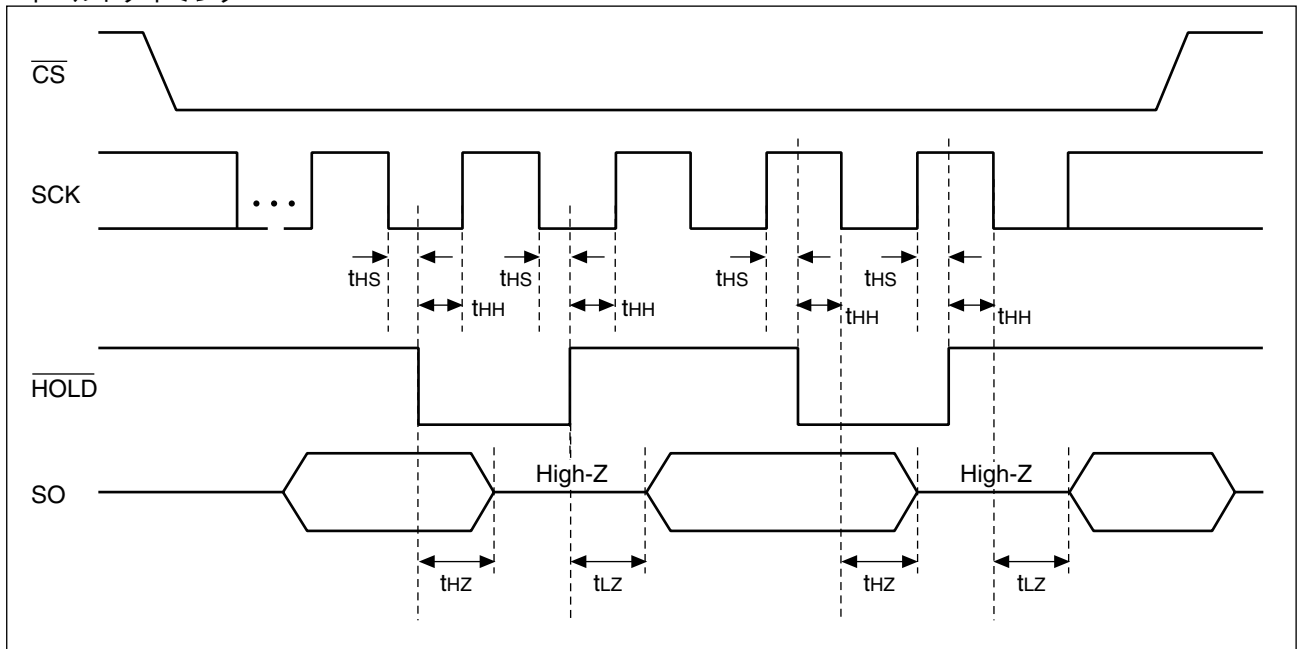 CS
SCK
• • •
tHS
tHS
tHS
tHS
tHH
tHH
tHH
tHH
HOLD
High-Z
High-Z
SO
tHZ
tLZ
tHZ
tLZ